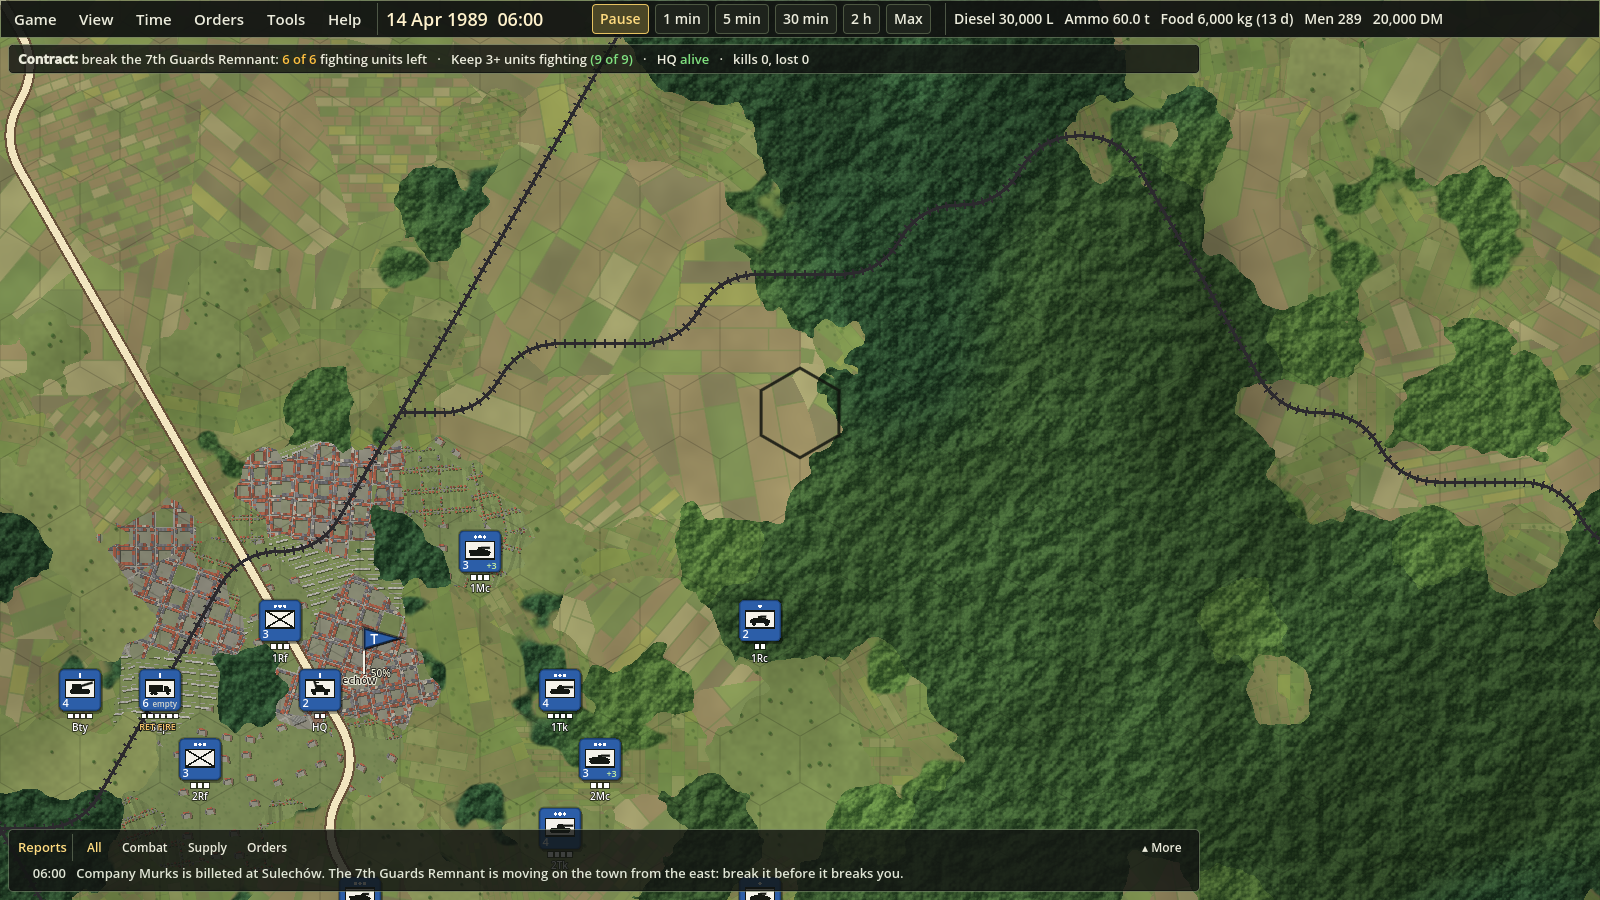 Game View Time Orders Tools Help 14 Apr 1989 06:00 Pause 1 min 5 min 30 min 2 h Max Diesel 30,000 L Ammo 60.0 t Food 6,000 kg (13 d) Men 289 20,000 DM
Contract: break the 7th Guards Remnant: 6 of 6 fighting units left · Keep 3+ units fighting (9 of 9) · HQ alive · kills 0, lost 0
3 +3
1Mc
3
1Rf
T
50%
2
1Rc
4
Bty
6 empty
2
HQ
4
1Tk
3
2Rf
3 +3
2Mc
4
Reports All Combat Supply Orders ▴ More
06:00 Company Murks is billeted at Sulechów. The 7th Guards Remnant is moving on the town from the east: break it before it breaks you.